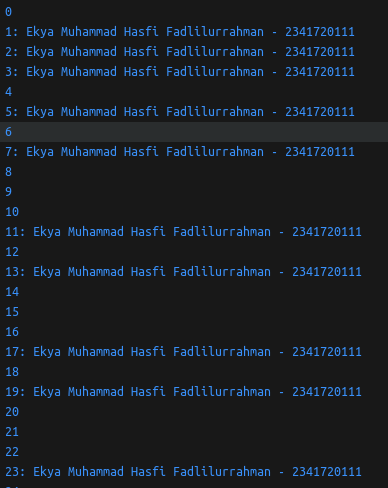 0
1: Ekya Muhammad Hasfi Fadlilurrahman - 2341720111
2: Ekya Muhammad Hasfi Fadlilurrahman - 2341720111
3: Ekya Muhammad Hasfi Fadlilurrahman - 2341720111
4
5: Ekya Muhammad Hasfi Fadlilurrahman - 2341720111
6
7: Ekya Muhammad Hasfi Fadlilurrahman - 2341720111
8
9
10
11: Ekya Muhammad Hasfi Fadlilurrahman - 2341720111
12
13: Ekya Muhammad Hasfi Fadlilurrahman - 2341720111
14
15
16
17: Ekya Muhammad Hasfi Fadlilurrahman - 2341720111
18
19: Ekya Muhammad Hasfi Fadlilurrahman - 2341720111
20
21
22
23: Ekya Muhammad Hasfi Fadlilurrahman - 2341720111